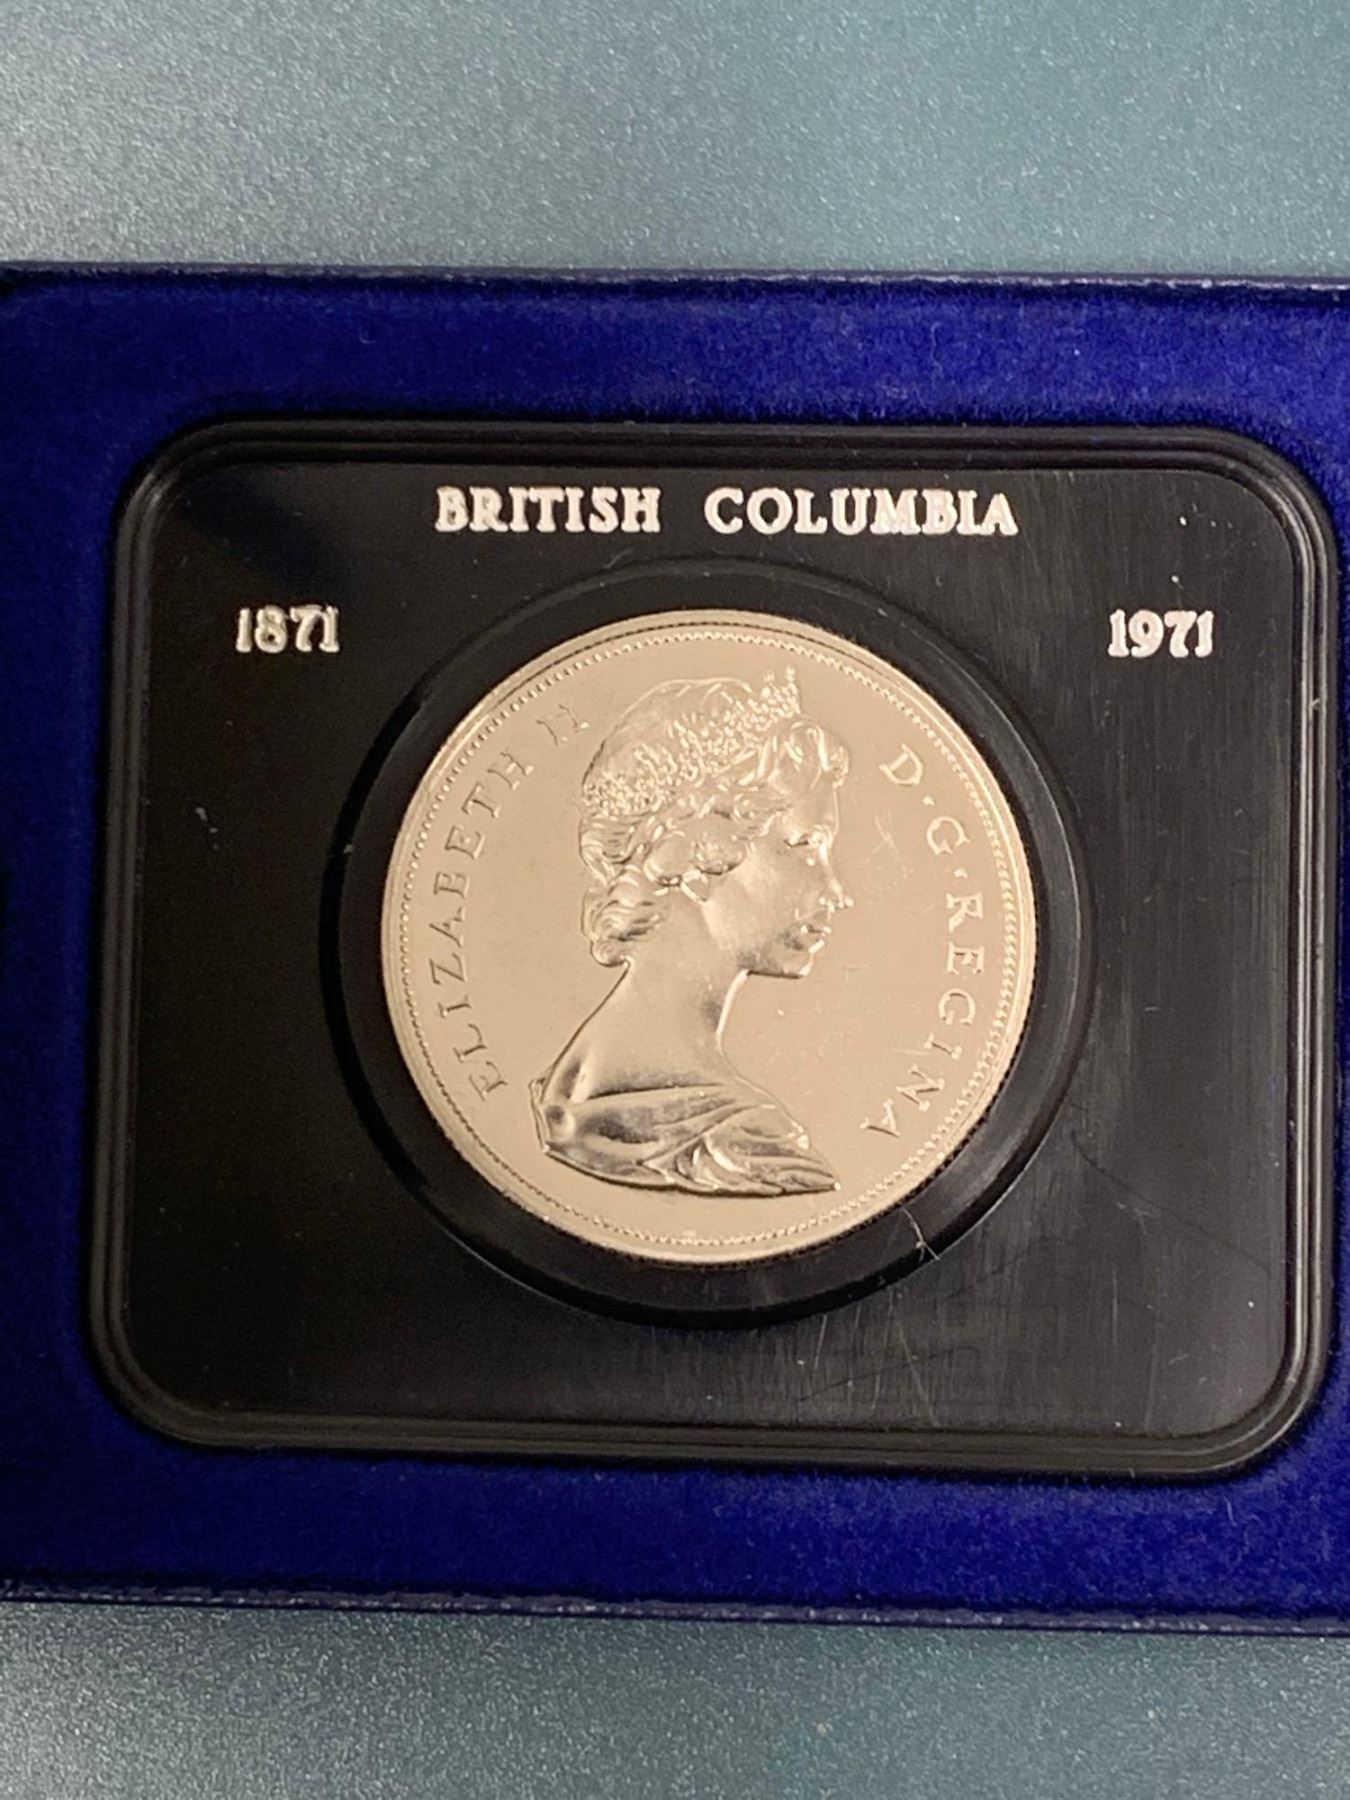 BRITISH COLUMBIA
1871 1971
ELIZABETH II D·G·REGINA